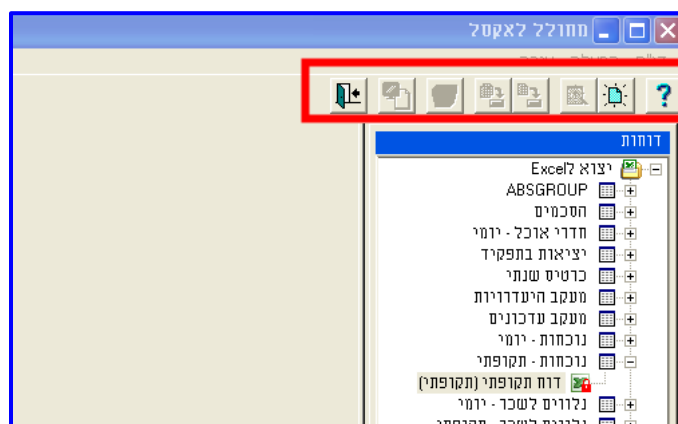 מחולל לאקסל
?
דוחות
יצוא לExcel
ABSGROUP
הסכמים
חדרי אוכל - יומי
יציאות בתפקיד
כרטיס שנתי
מעקב היעדרויות
מעקב עדכונים
נוכחות - יומי
נוכחות - תקופתי
דוח תקופתי (תקופתי)
נלווים לשכר - יומי